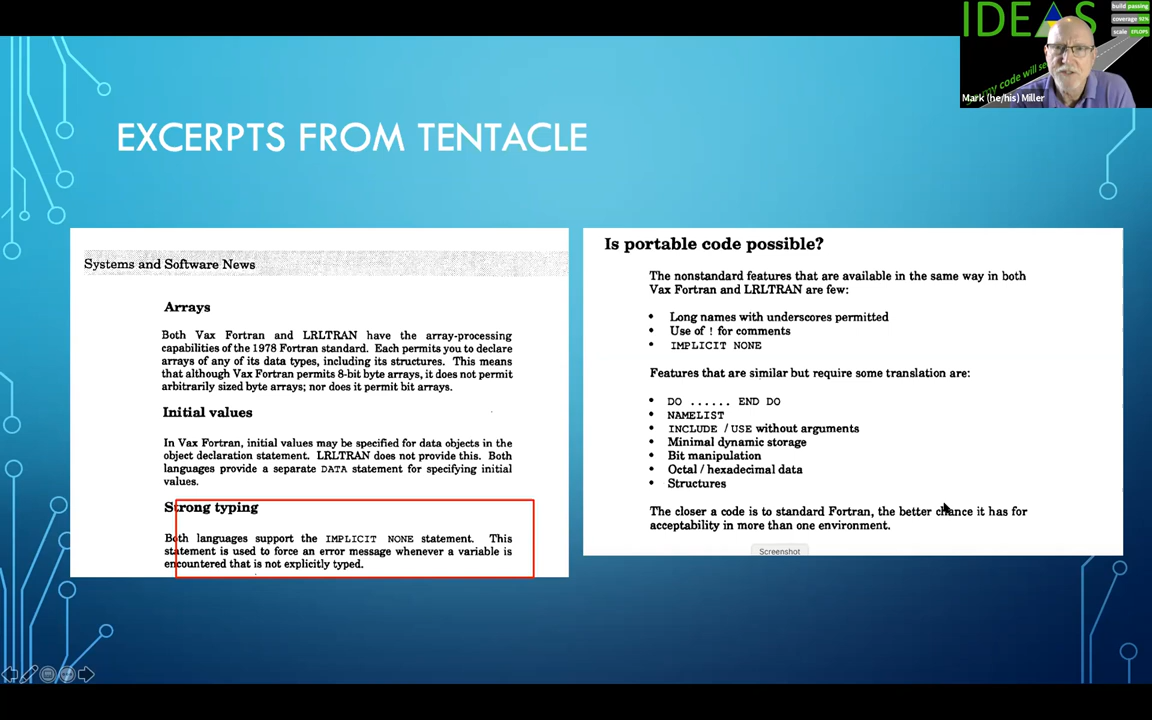 IDEAS
build passing
coverage 92%
scale EFLOPS
my code will se
Mark (he/his) Miller
EXCERPTS FROM TENTACLE
Systems and Software News
Arrays
Both Vax Fortran and LRLTRAN have the array-processing
capabilities of the 1978 Fortran standard. Each permits you to declare
arrays of any of its data types, including its structures. This means
that although Vax Fortran permits 8-bit byte arrays, it does not permit
arbitrarily sized byte arrays; nor does it permit bit arrays.
Initial values
In Vax Fortran, initial values may be specified for data objects in the
object declaration statement. LRLTRAN does not provide this. Both
languages provide a separate DATA statement for specifying initial
values.
Strong typing
Both languages support the IMPLICIT NONE statement. This
statement is used to force an error message whenever a variable is
encountered that is not explicitly typed.
Is portable code possible?
The nonstandard features that are available in the same way in both
Vax Fortran and LRLTRAN are few:
• Long names with underscores permitted
• Use of ! for comments
• IMPLICIT NONE
Features that are similar but require some translation are:
• DO ...... END DO
• NAMELIST
• INCLUDE / USE without arguments
• Minimal dynamic storage
• Bit manipulation
• Octal / hexadecimal data
• Structures
The closer a code is to standard Fortran, the better chance it has for
acceptability in more than one environment.
Screenshot